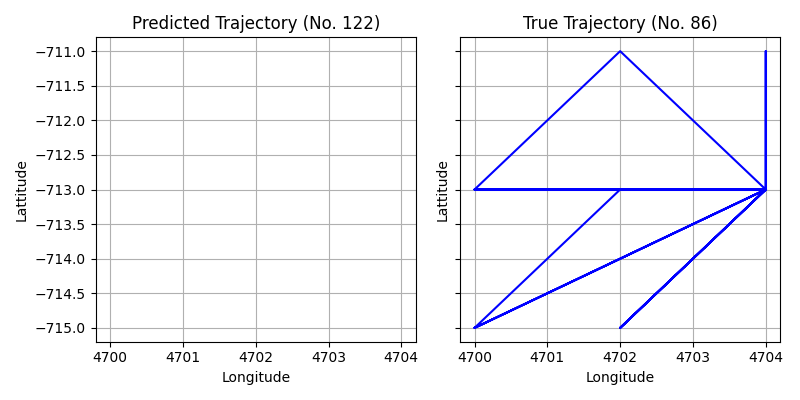 Predicted Trajectory (No. 122)
True Trajectory (No. 86)
Lattitude
−711.0
−711.5
−712.0
−712.5
−713.0
−713.5
−714.0
−714.5
−715.0
4700 4701 4702 4703 4704
Longitude
Lattitude
4700 4701 4702 4703 4704
Longitude